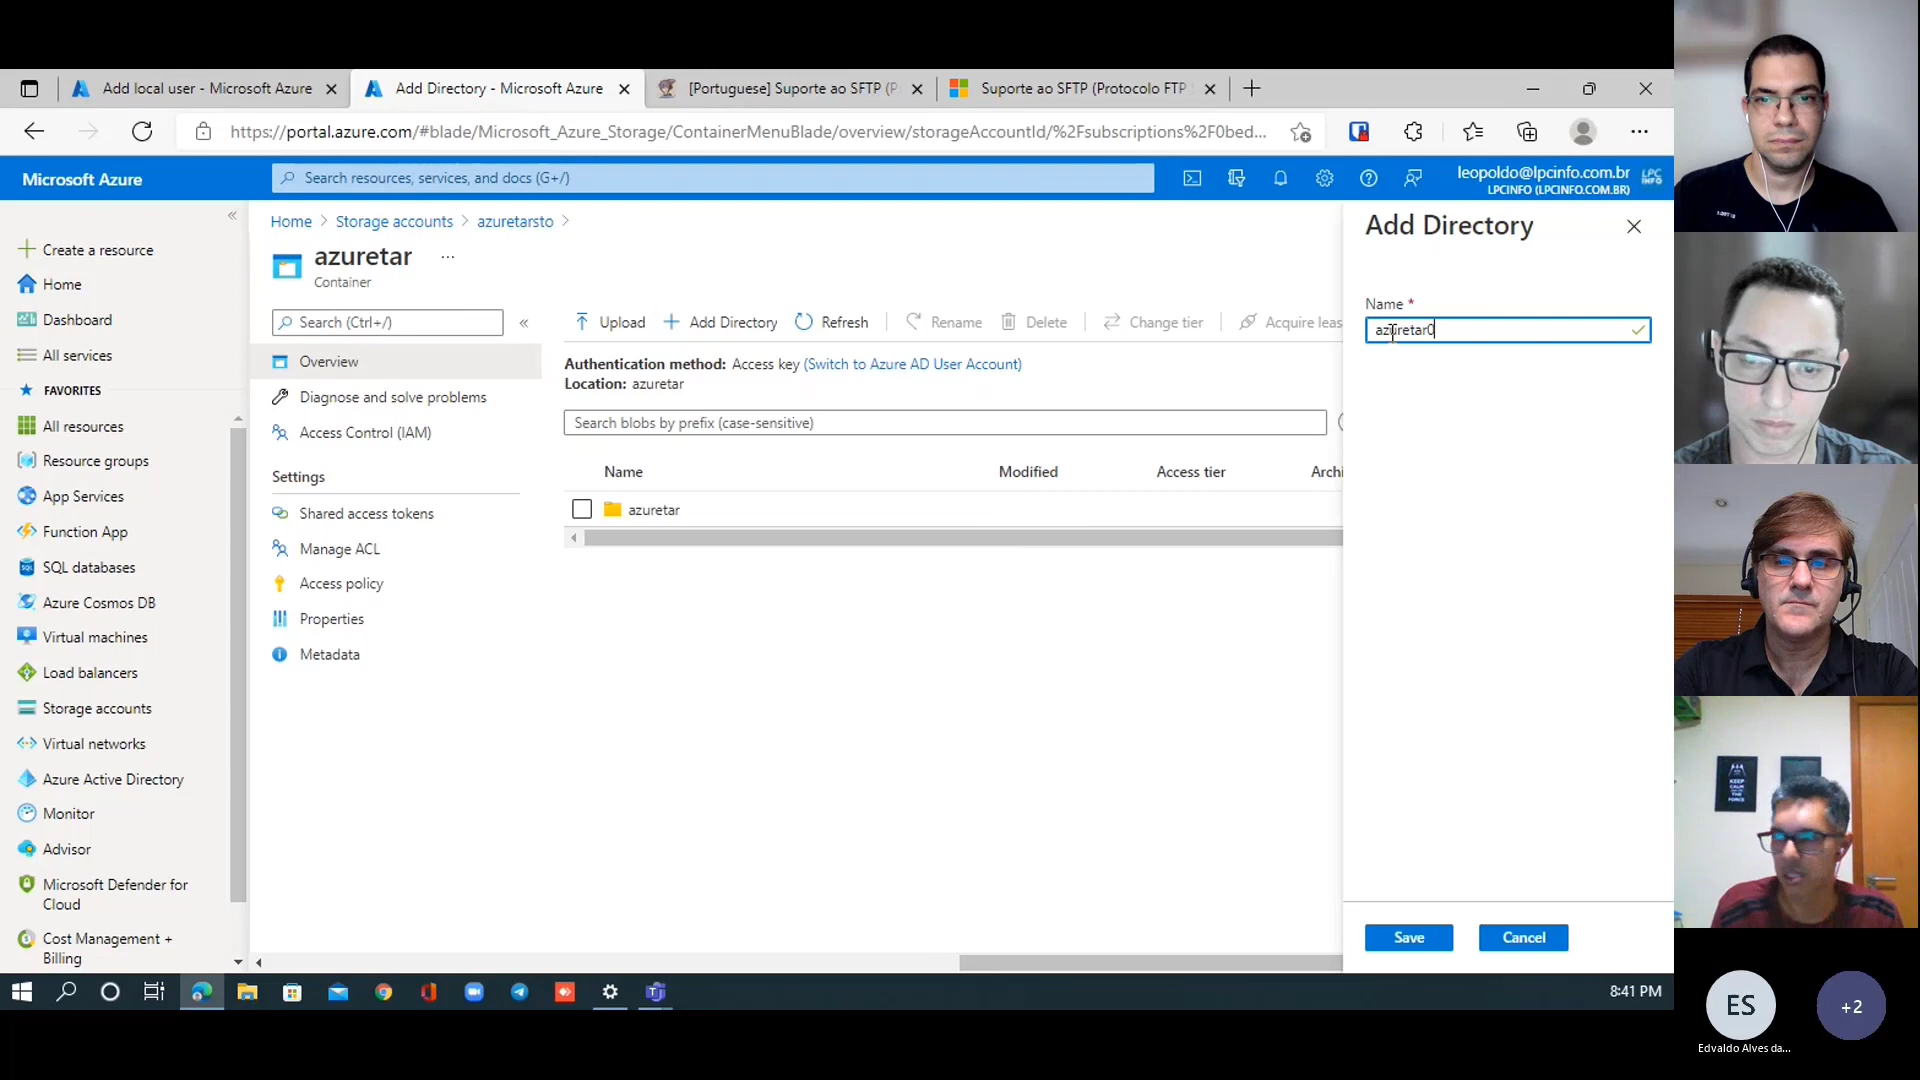 Add local user - Microsoft Azure
Add Directory - Microsoft Azure
[Portuguese] Suporte ao SFTP (P
Suporte ao SFTP (Protocolo FTP
https://portal.azure.com/#blade/Microsoft_Azure_Storage/ContainerMenuBlade/overview/storageAccountId/%2Fsubscriptions%2F0bed...
Microsoft Azure
Search resources, services, and docs (G+/)
leopoldo@lpcinfo.com.br
LPCINFO (LPCINFO.COM.BR)
LPC
INFO
Create a resource
Home
Dashboard
All services
FAVORITES
All resources
Resource groups
App Services
Function App
SQL databases
Azure Cosmos DB
Virtual machines
Load balancers
Storage accounts
Virtual networks
Azure Active Directory
Monitor
Advisor
Microsoft Defender for
Cloud
Cost Management +
Billing
Home > Storage accounts > azuretarsto >
azuretar ...
Container
Search (Ctrl+/)
Overview
Diagnose and solve problems
Access Control (IAM)
Settings
Shared access tokens
Manage ACL
Access policy
Properties
Metadata
Upload Add Directory Refresh Rename Delete Change tier Acquire leas
Authentication method: Access key (Switch to Azure AD User Account)
Location: azuretar
Search blobs by prefix (case-sensitive)
Name Modified Access tier Archi
azuretar
Add Directory
Name *
azuretar0
Save Cancel
8:41 PM
KEEP
CALM
THE
FORCE
ES
+2
Edvaldo Alves da...